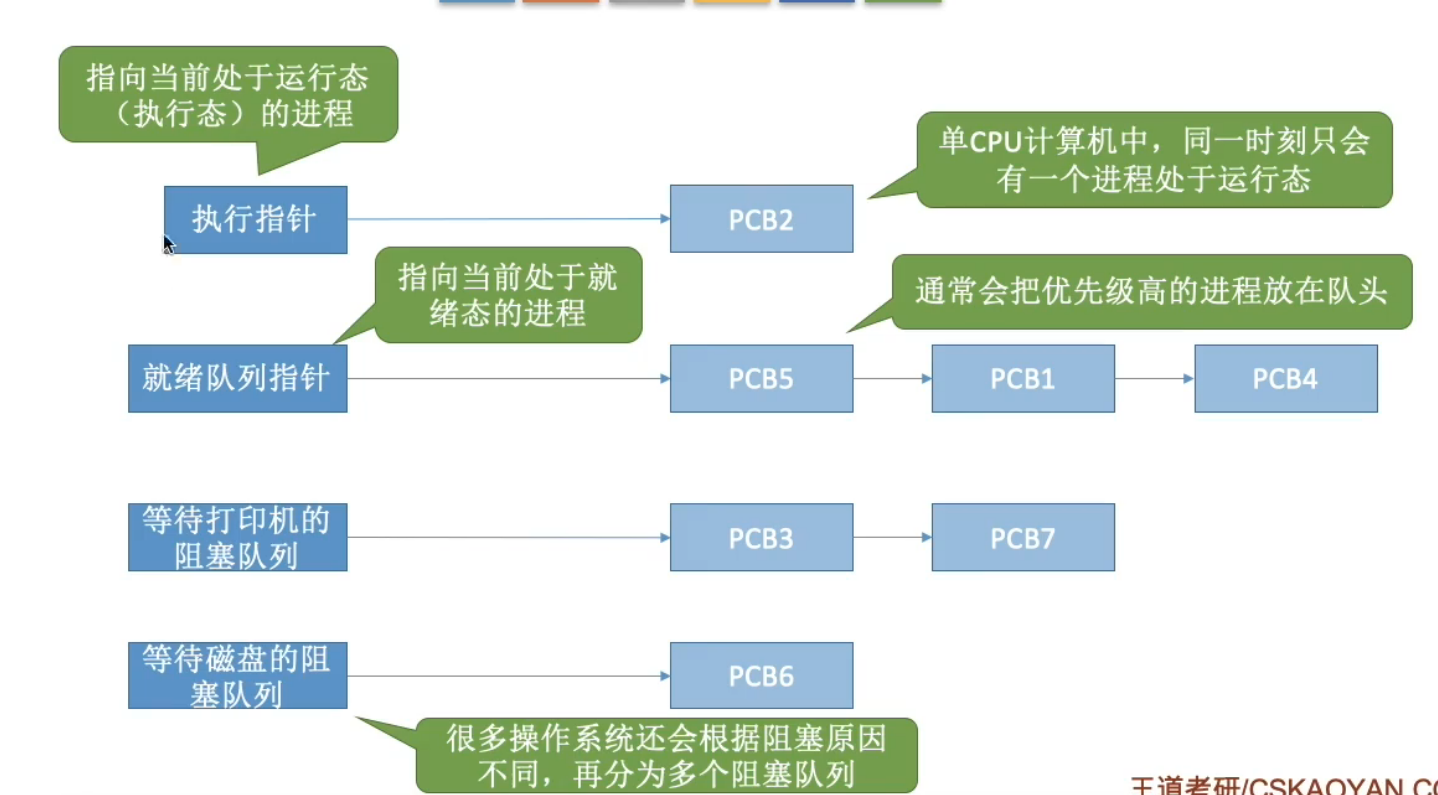 指向当前处于运行态
（执行态）的进程
单CPU计算机中，同一时刻只会
有一个进程处于运行态
执行指针
PCB2
指向当前处于就
绪态的进程
通常会把优先级高的进程放在队头
就绪队列指针
PCB5
PCB1
PCB4
等待打印机的
阻塞队列
PCB3
PCB7
等待磁盘的阻
塞队列
PCB6
很多操作系统还会根据阻塞原因
不同，再分为多个阻塞队列
王道考研/CSKAOYAN.CO